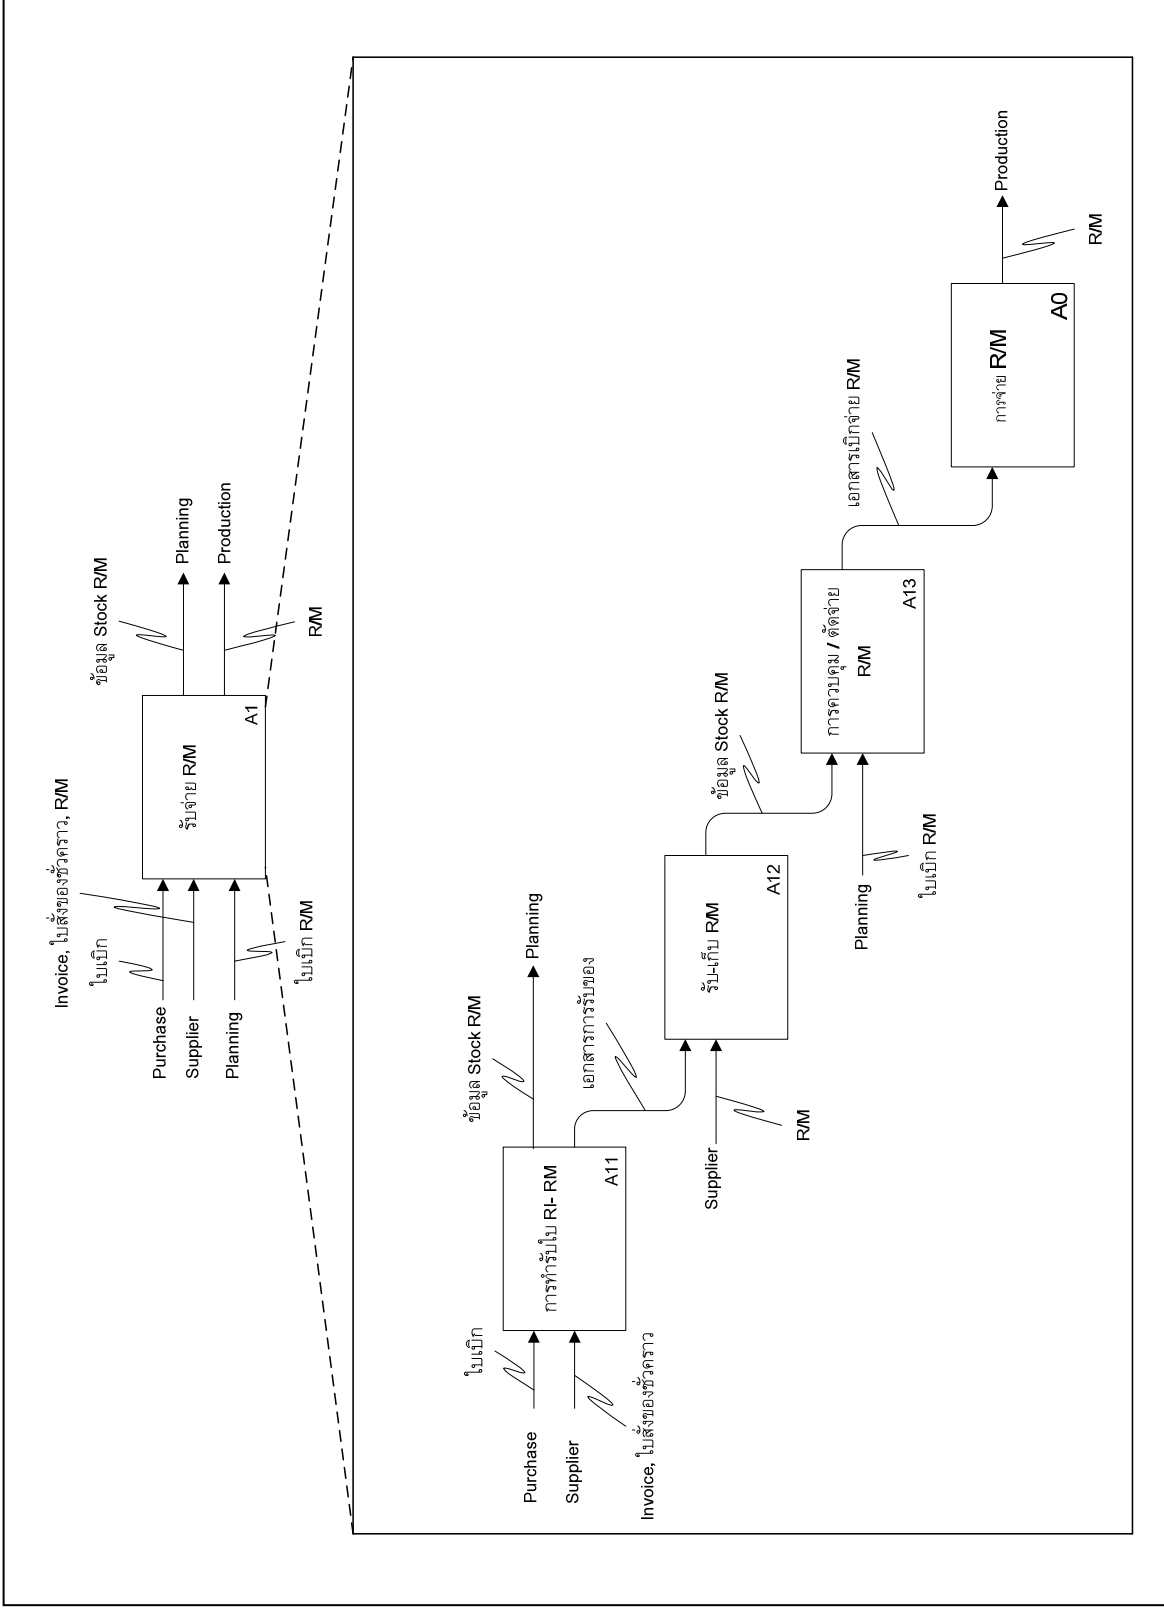 Invoice, ใบสั่งของชั่วคราว, R/M
ใบเบิก
Purchase
Supplier
Planning
ใบเบิก R/M
รับจ่าย R/M
A1
ข้อมูล Stock R/M
Planning
Production
R/M
ใบเบิก
Purchase
Supplier
Invoice, ใบสั่งของชั่วคราว
การทำรับใบ RI- RM
A11
ข้อมูล Stock R/M
Planning
เอกสารการรับของ
Supplier
R/M
รับ-เก็บ R/M
A12
ข้อมูล Stock R/M
Planning
ใบเบิก R/M
การควบคุม / ตัดจ่าย
R/M
A13
เอกสารเบิกจ่าย R/M
การจ่าย R/M
A0
Production
R/M